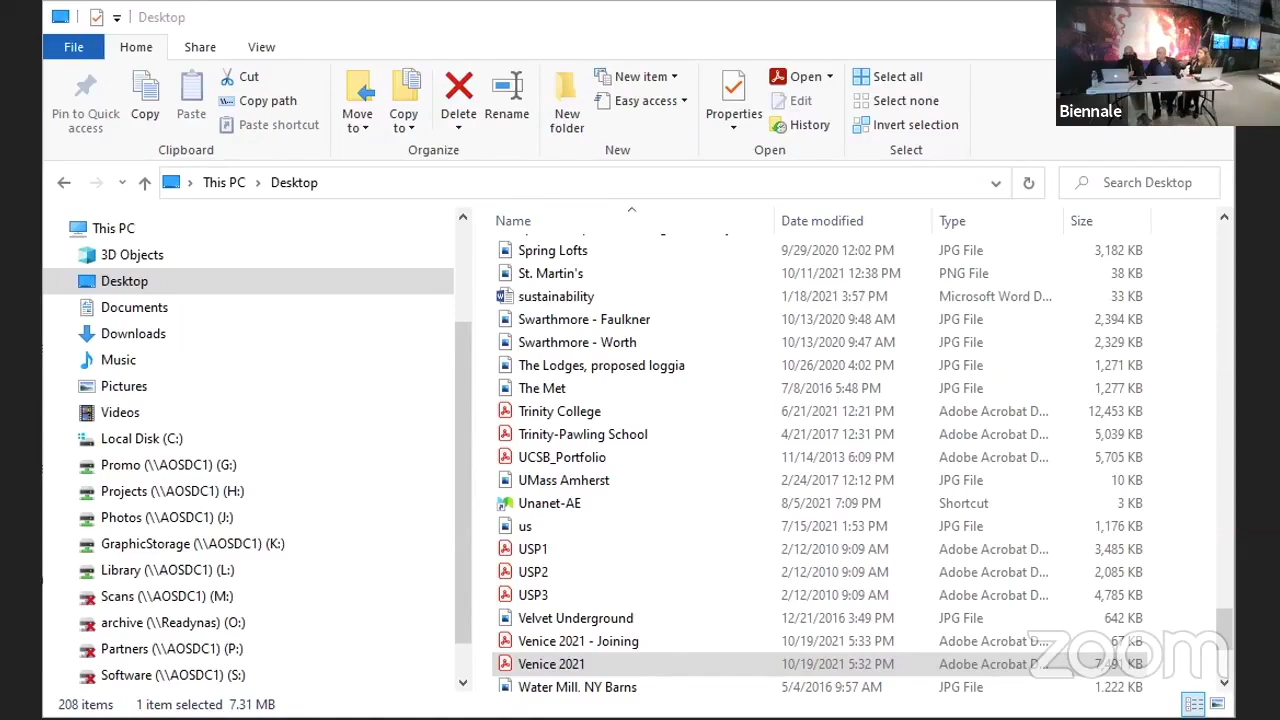 Desktop
File Home Share View
Pin to Quick access
Copy
Paste
Cut
Copy path
Paste shortcut
Move to
Copy to
Delete
Rename
New folder
New item
Easy access
Properties
Open
Edit
History
Select all
Select none
Invert selection
Clipboard Organize New Open Select
Biennale
This PC › Desktop
Search Desktop
This PC
3D Objects
Desktop
Documents
Downloads
Music
Pictures
Videos
Local Disk (C:)
Promo (\\AOSDC1) (G:)
Projects (\\AOSDC1) (H:)
Photos (\\AOSDC1) (J:)
GraphicStorage (\\AOSDC1) (K:)
Library (\\AOSDC1) (L:)
Scans (\\AOSDC1) (M:)
archive (\\Readynas) (O:)
Partners (\\AOSDC1) (P:)
Software (\\AOSDC1) (S:)
Name Date modified Type Size
Spring Lofts 9/29/2020 12:02 PM JPG File 3,182 KB
St. Martin's 10/11/2021 12:38 PM PNG File 38 KB
sustainability 1/18/2021 3:57 PM Microsoft Word D... 33 KB
Swarthmore - Faulkner 10/13/2020 9:48 AM JPG File 2,394 KB
Swarthmore - Worth 10/13/2020 9:47 AM JPG File 2,329 KB
The Lodges, proposed loggia 10/26/2020 4:02 PM JPG File 1,271 KB
The Met 7/8/2016 5:48 PM JPG File 1,277 KB
Trinity College 6/21/2021 12:21 PM Adobe Acrobat D... 12,453 KB
Trinity-Pawling School 4/21/2017 12:31 PM Adobe Acrobat D... 5,039 KB
UCSB_Portfolio 11/14/2013 6:09 PM Adobe Acrobat D... 5,705 KB
UMass Amherst 2/24/2017 12:12 PM JPG File 10 KB
Unanet-AE 8/5/2021 7:09 PM Shortcut 3 KB
us 7/15/2021 1:53 PM JPG File 1,176 KB
USP1 2/12/2010 9:09 AM Adobe Acrobat D... 3,485 KB
USP2 2/12/2010 9:09 AM Adobe Acrobat D... 2,085 KB
USP3 2/12/2010 9:09 AM Adobe Acrobat D... 4,785 KB
Velvet Underground 12/21/2016 3:49 PM JPG File 642 KB
Venice 2021 - Joining 10/19/2021 5:33 PM Adobe Acrobat D... 67 KB
Venice 2021 10/19/2021 5:32 PM Adobe Acrobat D... 7,491 KB
Water Mill, NY Barns 5/4/2016 9:57 AM JPG File 1,222 KB
zoom
208 items 1 item selected 7.31 MB